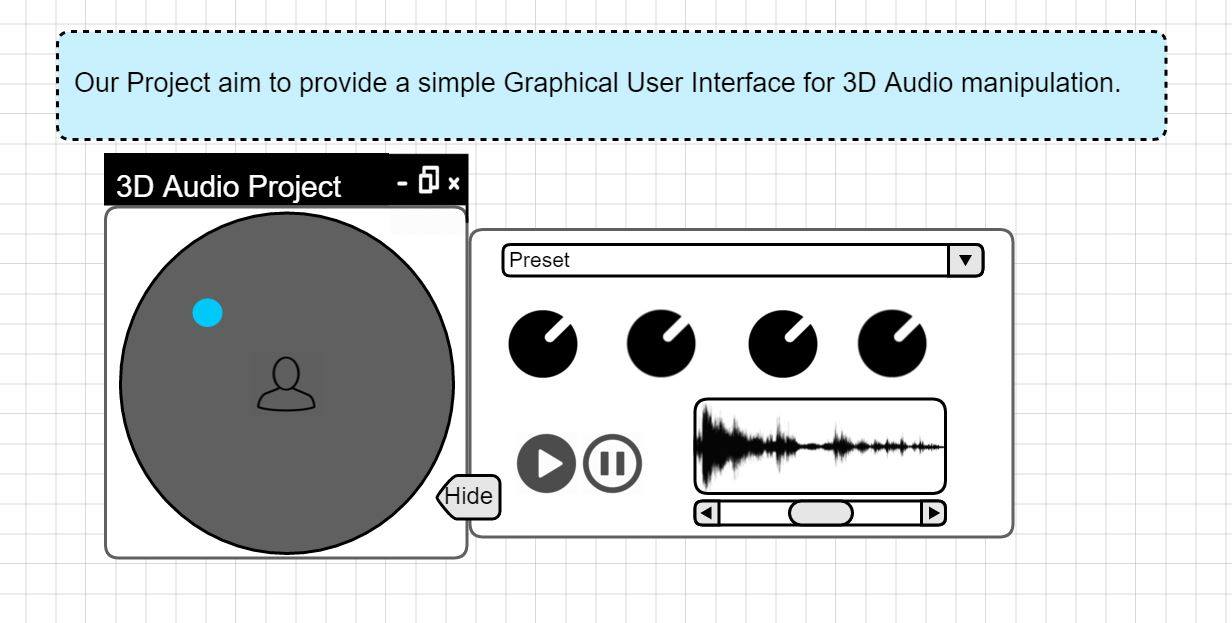 Our Project aim to provide a simple Graphical User Interface for 3D Audio manipulation.
3D Audio Project
Preset
Hide